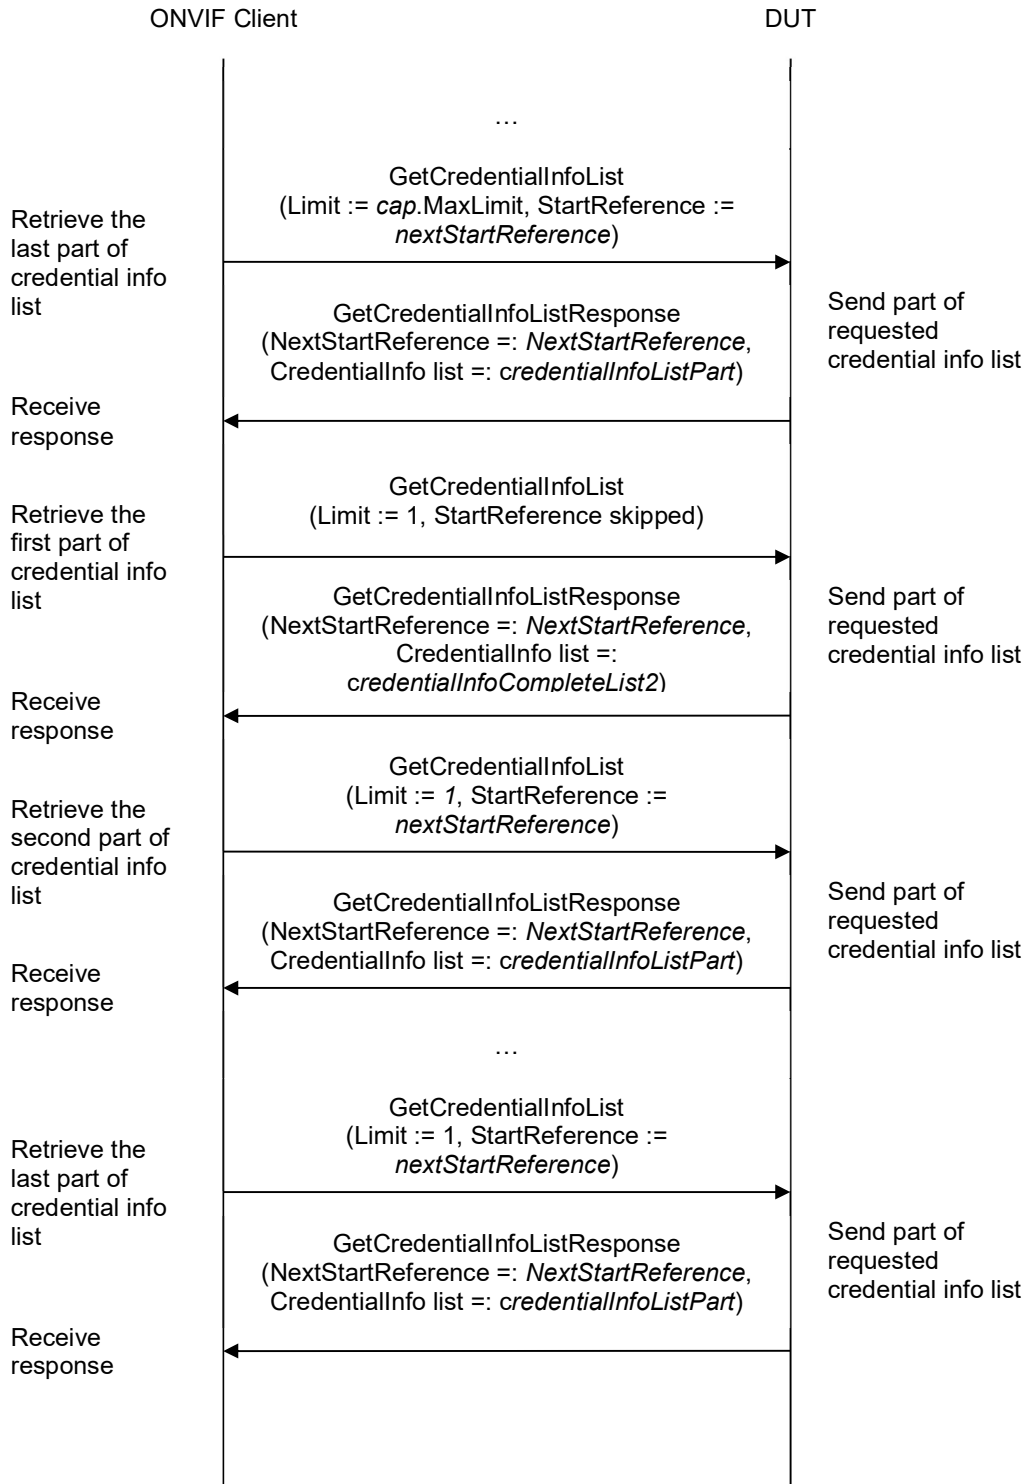 ONVIF Client
DUT
…
GetCredentialInfoList
(Limit := cap.MaxLimit, StartReference :=
nextStartReference)
Retrieve the
last part of
credential info
list
GetCredentialInfoListResponse
(NextStartReference =: NextStartReference,
CredentialInfo list =: credentialInfoListPart)
Send part of
requested
credential info list
Receive
response
GetCredentialInfoList
(Limit := 1, StartReference skipped)
Retrieve the
first part of
credential info
list
GetCredentialInfoListResponse
(NextStartReference =: NextStartReference,
CredentialInfo list =:
credentialInfoCompleteList2)
Send part of
requested
credential info list
Receive
response
GetCredentialInfoList
(Limit := 1, StartReference :=
nextStartReference)
Retrieve the
second part of
credential info
list
GetCredentialInfoListResponse
(NextStartReference =: NextStartReference,
CredentialInfo list =: credentialInfoListPart)
Send part of
requested
credential info list
Receive
response
…
GetCredentialInfoList
(Limit := 1, StartReference :=
nextStartReference)
Retrieve the
last part of
credential info
list
GetCredentialInfoListResponse
(NextStartReference =: NextStartReference,
CredentialInfo list =: credentialInfoListPart)
Send part of
requested
credential info list
Receive
response